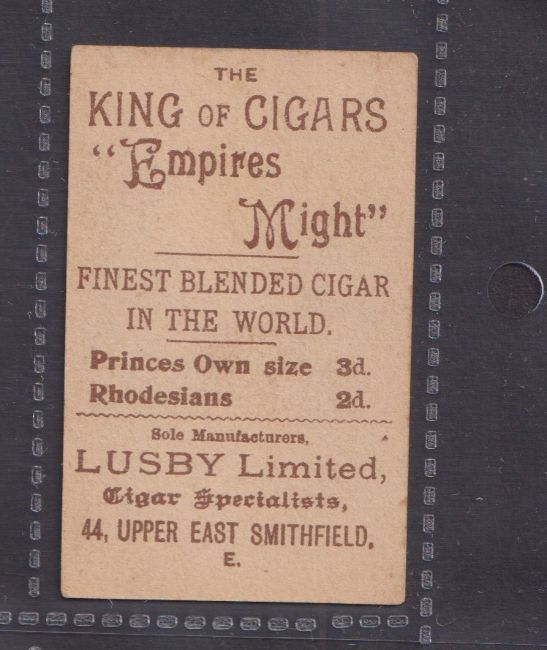 THE
KING OF CIGARS
“Empires
Might”
FINEST BLENDED CIGAR
IN THE WORLD.
Princes Own size 3d.
Rhodesians 2d.
Sole Manufacturers,
LUSBY Limited,
Cigar Specialists,
44, UPPER EAST SMITHFIELD,
E.